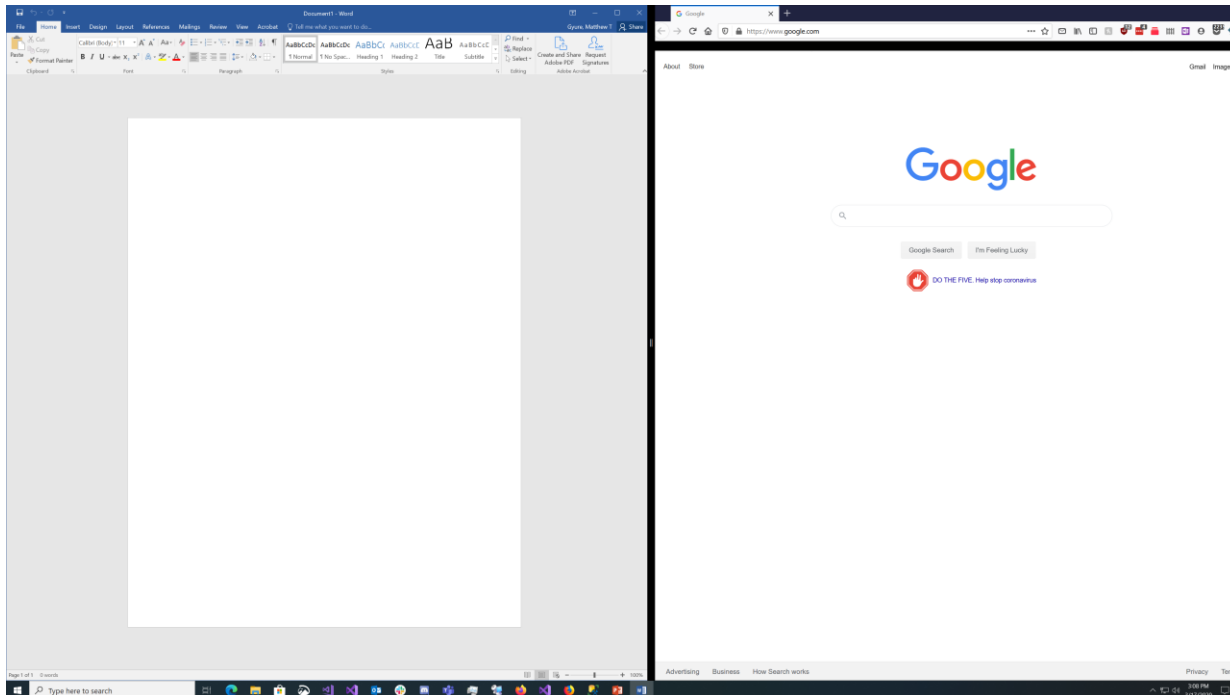 Document1 - Word
Gyure, Matthew T
Share
File Home Insert Design Layout References Mailings Review View Acrobat Tell me what you want to do...
Paste
Cut
Copy
Format Painter
Clipboard
Calibri (Body) 11
Font
Paragraph
AaBbCcDc AaBbCcDc AaBbCc AaBbCcC AaB AaBbCcC
¶ Normal ¶ No Spac... Heading 1 Heading 2 Title Subtitle
Styles
Find
Replace
Select
Editing
Create and Share Adobe PDF
Request Signatures
Adobe Acrobat
Page 1 of 1 0 words
100%
Type here to search
Google
https://www.google.com
About Store
Gmail Image
Google
Google Search I'm Feeling Lucky
DO THE FIVE. Help stop coronavirus
Advertising Business How Search works
Privacy
3:08 PM